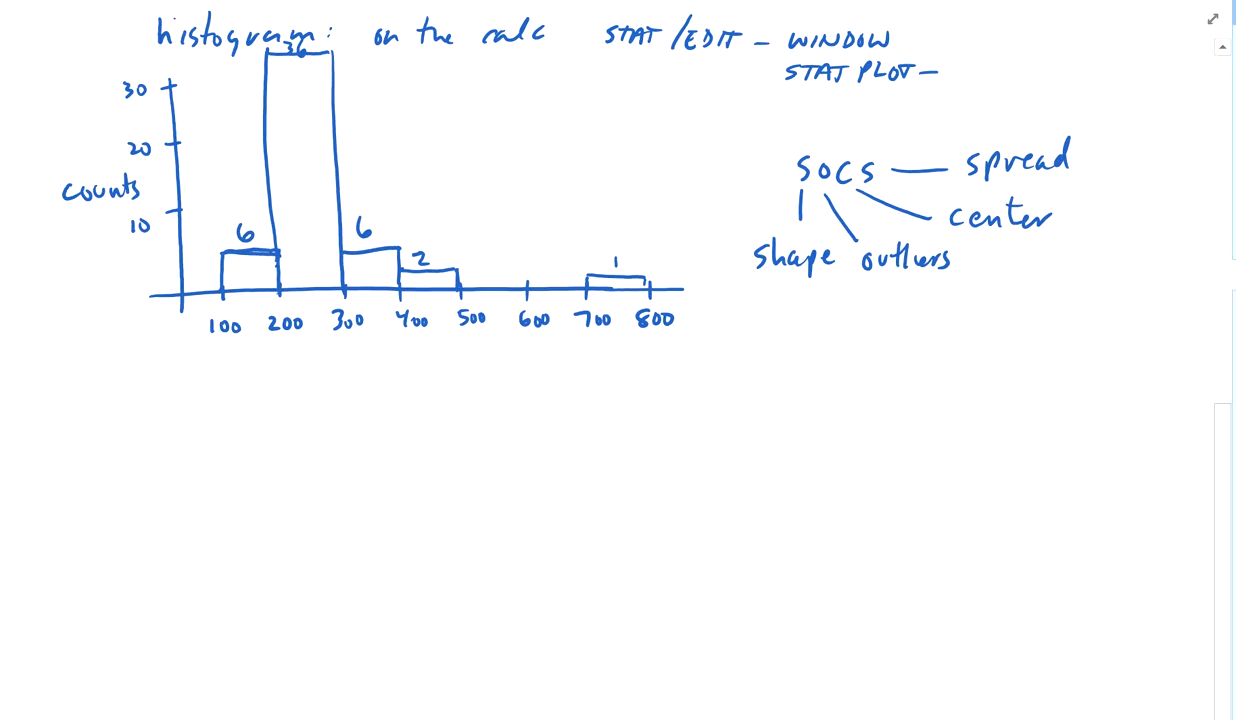 histogram: on the calc STAT/EDIT - WINDOW
STAT PLOT -
36
30
20
counts
10
6
6
2
1
100 200 300 400 500 600 700 800
SOCS spread
center
shape outliers